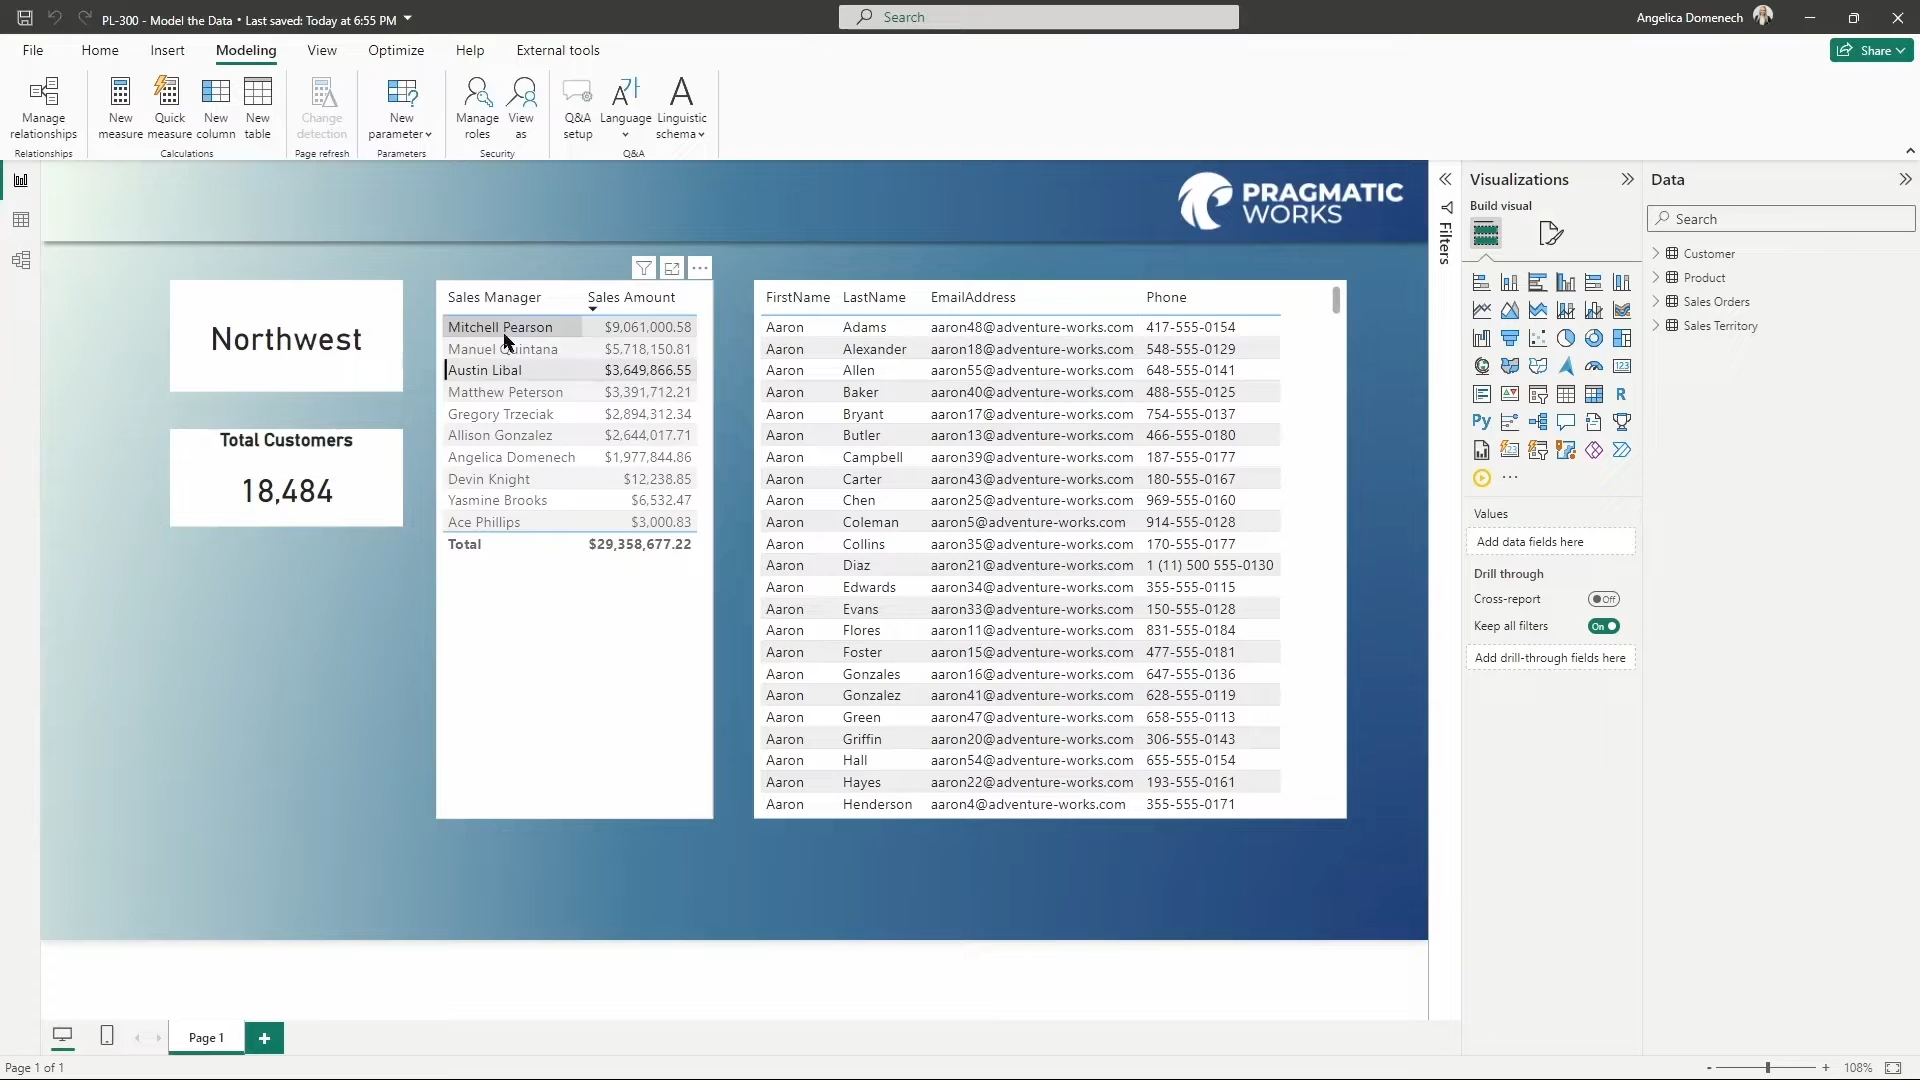 PL-300 - Model the Data • Last saved: Today at 6:55 PM
Search
Angelica Domenech
File Home Insert Modeling View Optimize Help External tools
Share
Manage relationships
New measure
Quick measure
New column
New table
Change detection
New parameter
Manage roles
View as
Q&A setup
Language
Linguistic schema
Relationships Calculations Page refresh Parameters Security Q&A
PRAGMATIC
WORKS
Northwest
Total Customers
18,484
Sales Manager Sales Amount
Mitchell Pearson $9,061,000.58
Manuel Quintana $5,718,150.81
Austin Libal $3,649,866.55
Matthew Peterson $3,391,712.21
Gregory Trzeciak $2,894,312.34
Allison Gonzalez $2,644,017.71
Angelica Domenech $1,977,844.86
Devin Knight $12,238.85
Yasmine Brooks $6,532.47
Ace Phillips $3,000.83
Total $29,358,677.22
FirstName LastName EmailAddress Phone
Aaron Adams aaron48@adventure-works.com 417-555-0154
Aaron Alexander aaron18@adventure-works.com 548-555-0129
Aaron Allen aaron55@adventure-works.com 648-555-0141
Aaron Baker aaron42@adventure-works.com 488-555-0125
Aaron Bryant aaron17@adventure-works.com 754-555-0137
Aaron Butler aaron13@adventure-works.com 466-555-0180
Aaron Campbell aaron39@adventure-works.com 187-555-0177
Aaron Carter aaron43@adventure-works.com 180-555-0167
Aaron Chen aaron25@adventure-works.com 969-555-0160
Aaron Coleman aaron5@adventure-works.com 914-555-0128
Aaron Collins aaron35@adventure-works.com 170-555-0177
Aaron Diaz aaron21@adventure-works.com 1 (11) 500 555-0130
Aaron Edwards aaron34@adventure-works.com 355-555-0115
Aaron Evans aaron33@adventure-works.com 150-555-0128
Aaron Flores aaron11@adventure-works.com 831-555-0184
Aaron Foster aaron15@adventure-works.com 477-555-0181
Aaron Gonzales aaron16@adventure-works.com 647-555-0136
Aaron Gonzalez aaron41@adventure-works.com 628-555-0119
Aaron Green aaron47@adventure-works.com 658-555-0113
Aaron Griffin aaron20@adventure-works.com 306-555-0143
Aaron Hall aaron54@adventure-works.com 655-555-0154
Aaron Hayes aaron22@adventure-works.com 193-555-0161
Aaron Henderson aaron4@adventure-works.com 355-555-0171
Filters
Visualizations
Build visual
R
Py
123
Values
Add data fields here
Drill through
Cross-report Off
Keep all filters On
Add drill-through fields here
Data
Search
Customer
Product
Sales Orders
Sales Territory
Page 1
Page 1 of 1
108%